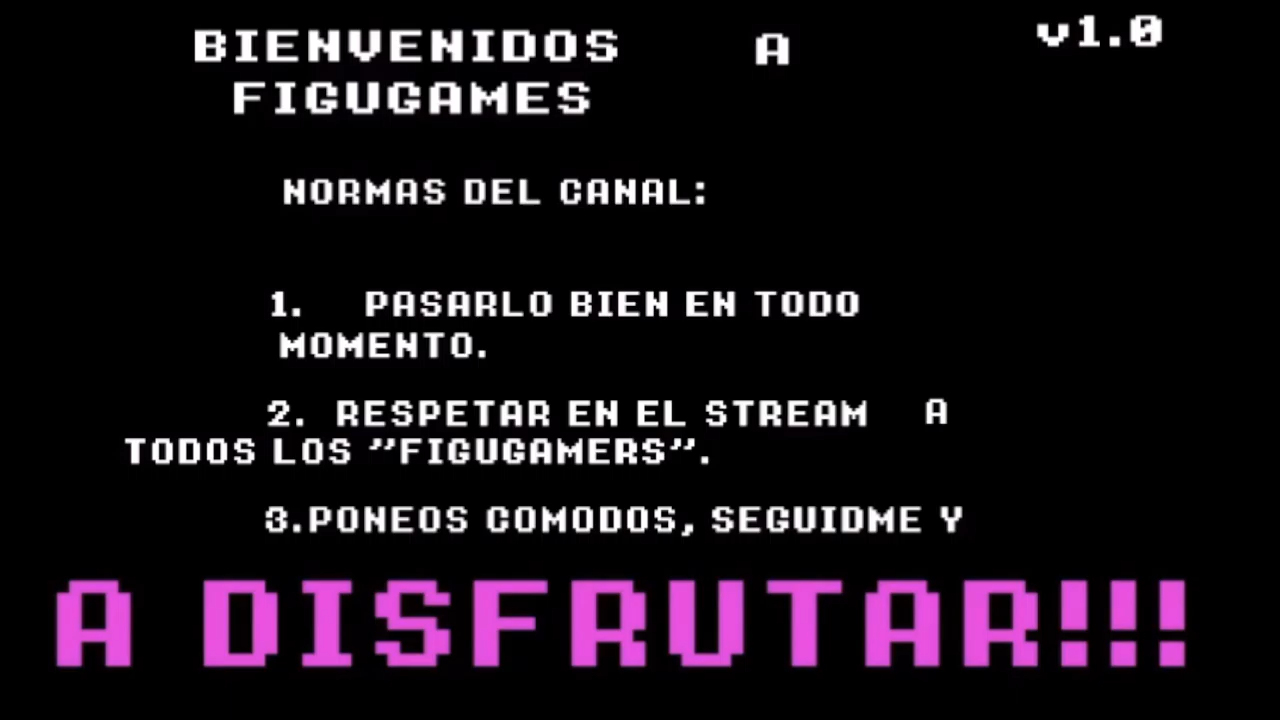 BIENVENIDOS A
v1.0
FIGUGAMES
NORMAS DEL CANAL:
1. PASARLO BIEN EN TODO
MOMENTO.
2. RESPETAR EN EL STREAM A
TODOS LOS "FIGUGAMERS".
3.PONEOS COMODOS, SEGUIDME Y
A DISFRUTAR!!!